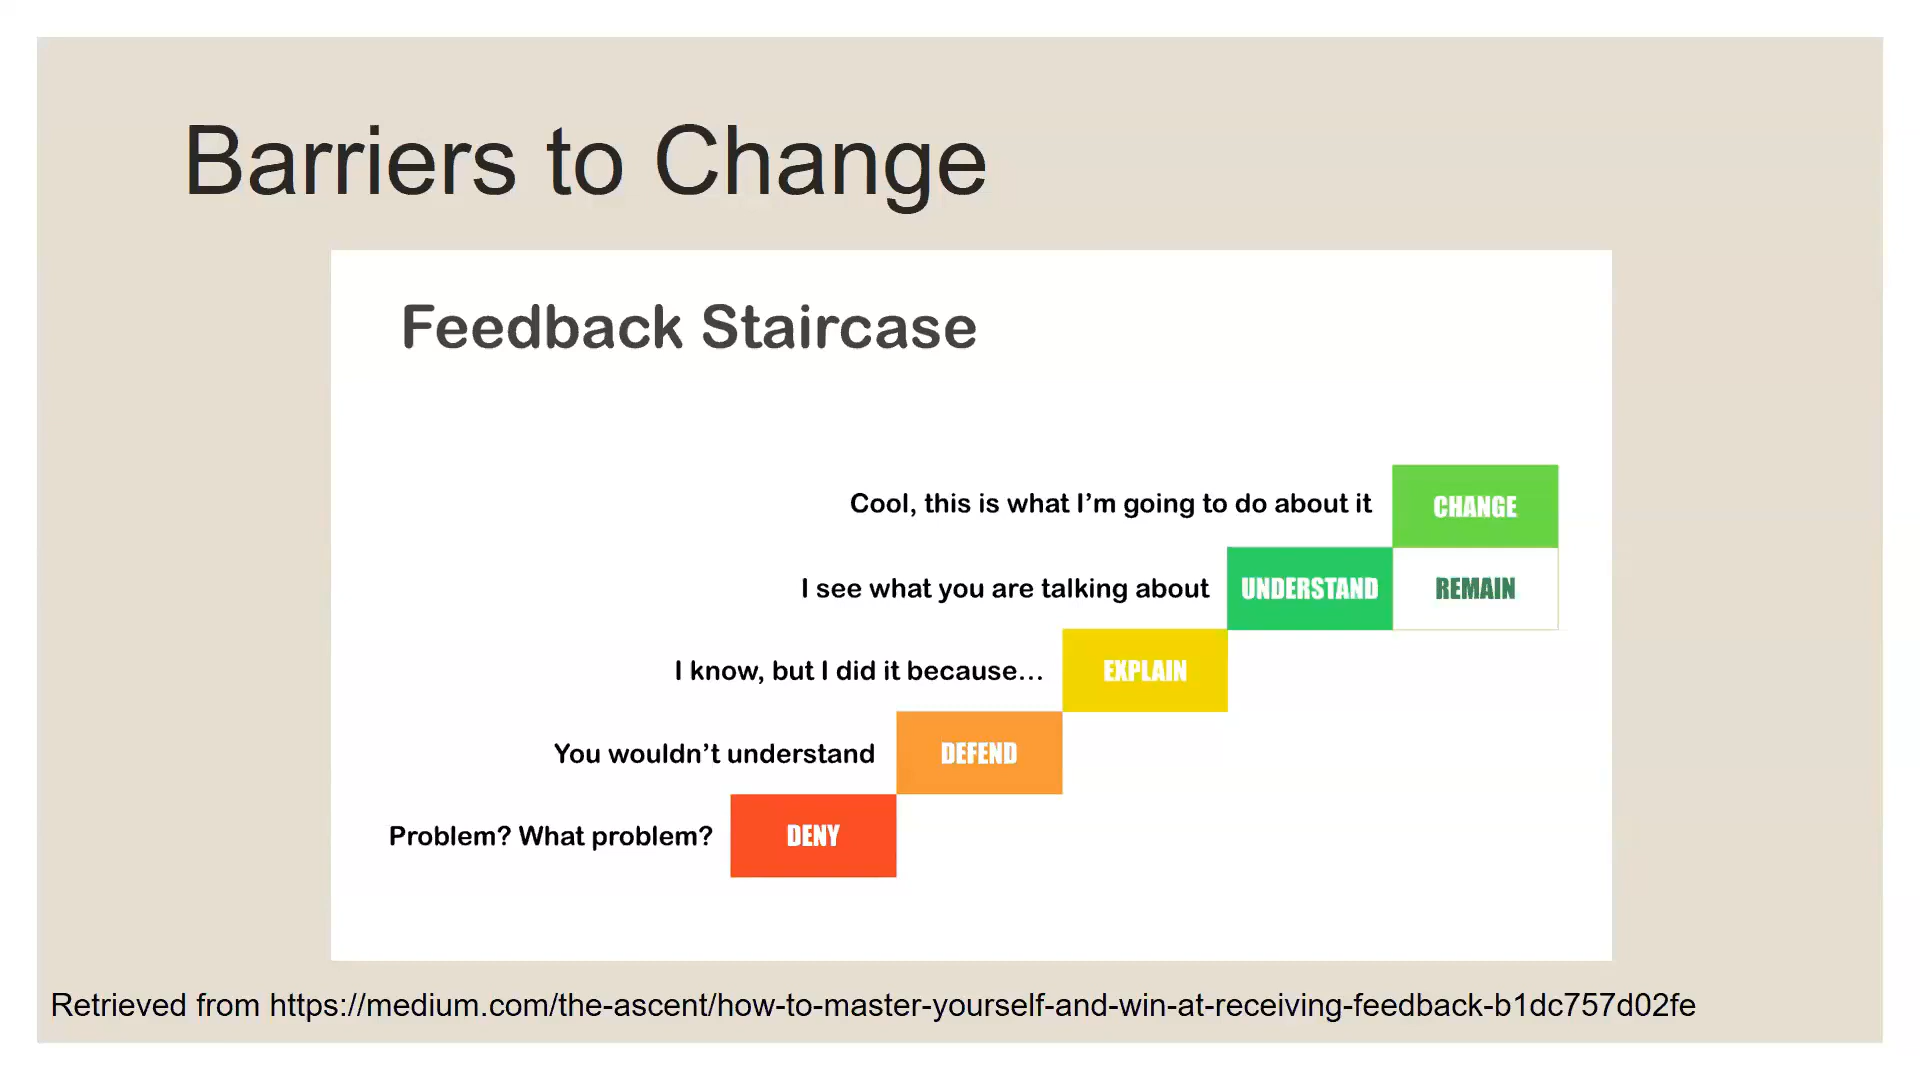 Barriers to Change
Feedback Staircase
Cool, this is what I'm going to do about it CHANGE
I see what you are talking about UNDERSTAND REMAIN
I know, but I did it because... EXPLAIN
You wouldn't understand DEFEND
Problem? What problem? DENY
Retrieved from https://medium.com/the-ascent/how-to-master-yourself-and-win-at-receiving-feedback-b1dc757d02fe